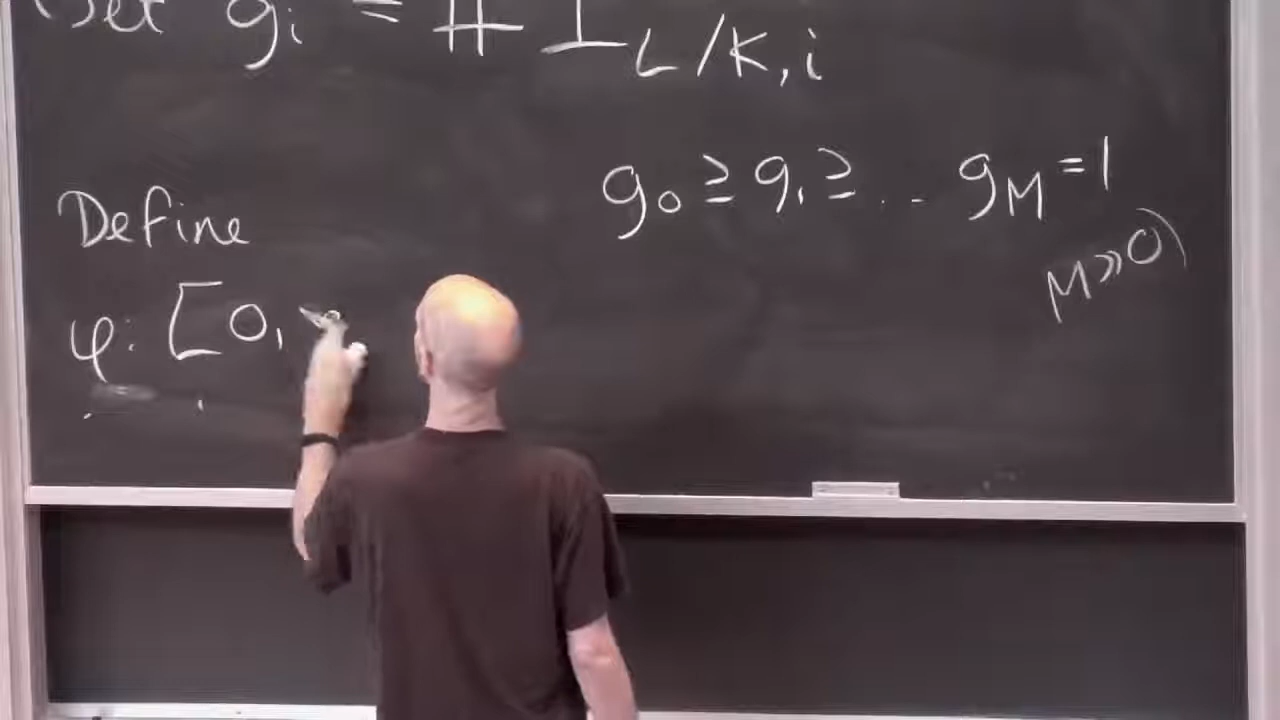 (Set g_i = # I_{L/K,i}
g_0 ≥ g_1 ≥ ... g_M = 1
M≫0)
Define
φ: [0,